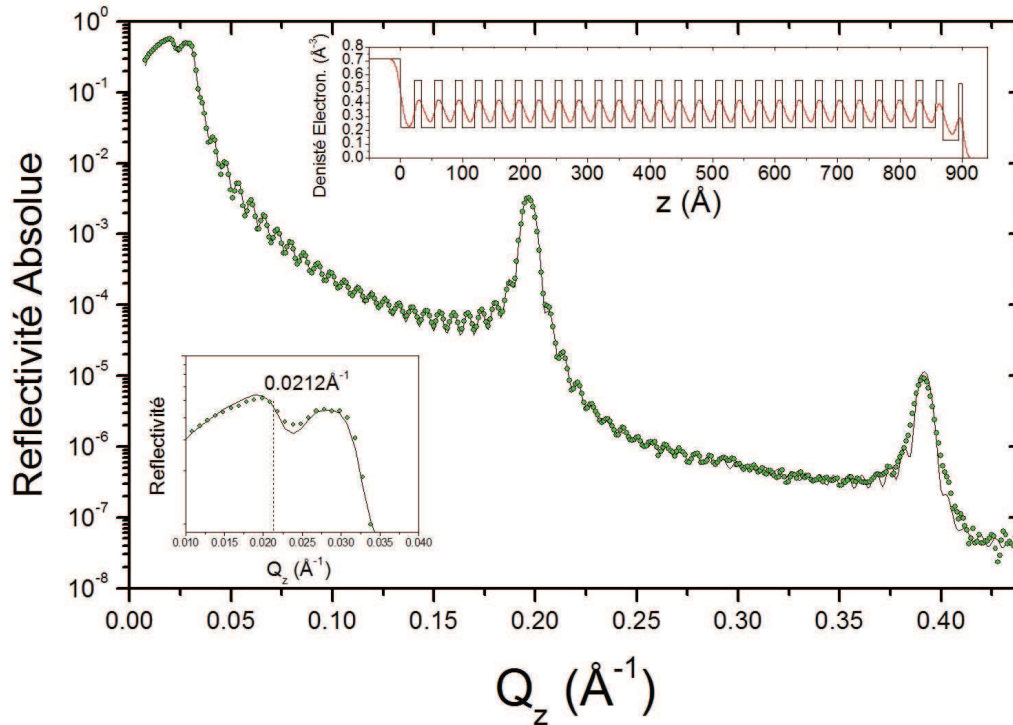 Reflectivité Absolue
10⁰
10⁻¹
10⁻²
10⁻³
10⁻⁴
10⁻⁵
10⁻⁶
10⁻⁷
10⁻⁸
Denisté Electron. (Å⁻³)
0.8
0.7
0.6
0.5
0.4
0.3
0.2
0.1
0.0
0 100 200 300 400 500 600 700 800 900
z (Å)
0.0212Å⁻¹
Reflectivité
0.010 0.015 0.020 0.025 0.030 0.035 0.040
Q_z (Å⁻¹)
0.00 0.05 0.10 0.15 0.20 0.25 0.30 0.35 0.40
Q_z (Å⁻¹)